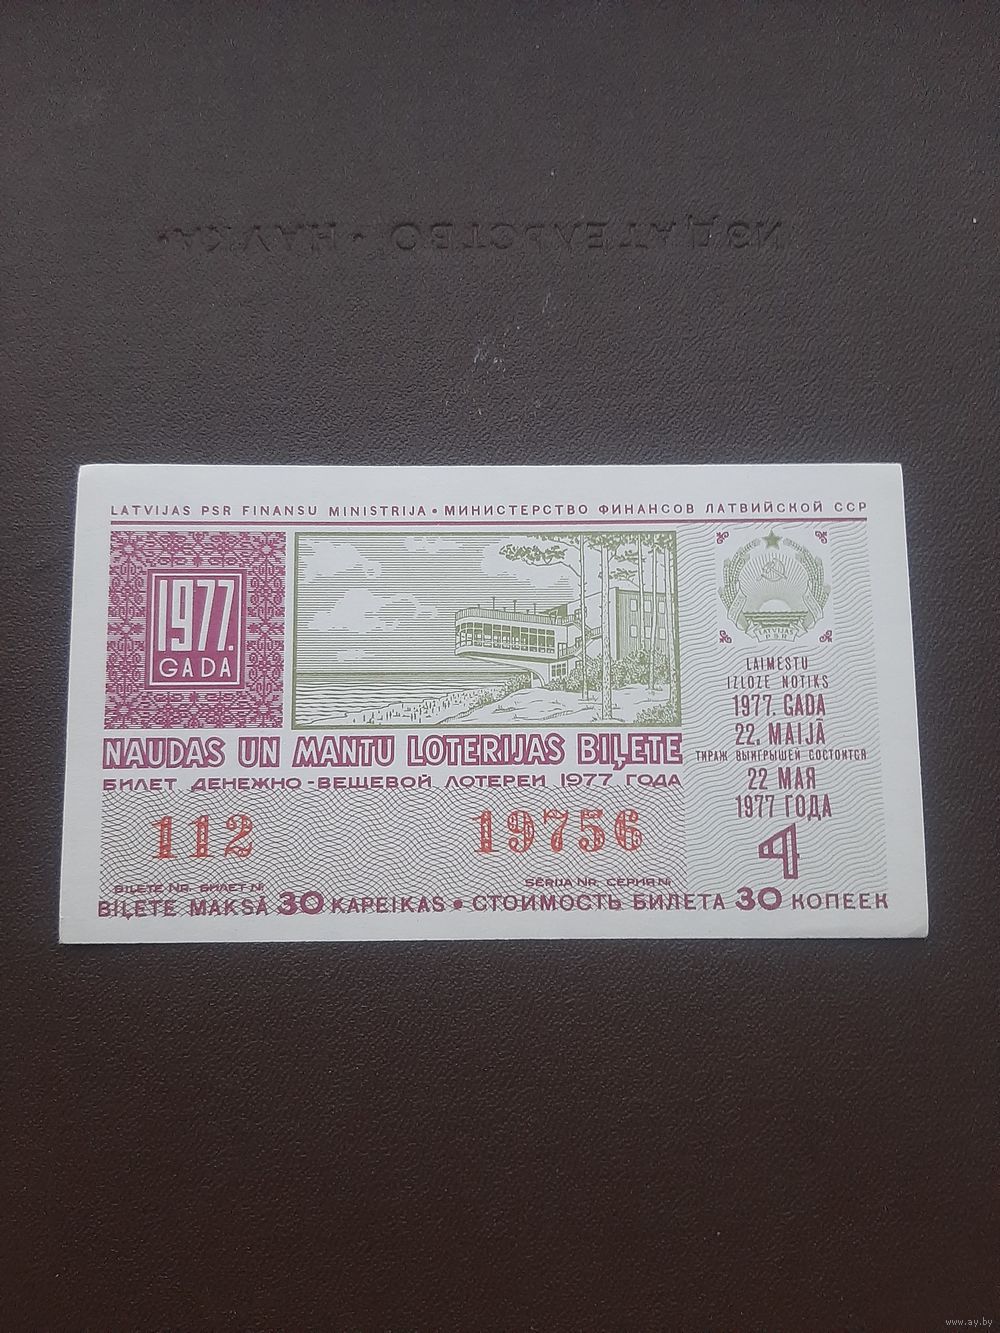 ИЗДАТЕЛЬСТВО · НАУКА ·
LATVIJAS PSR FINANSU MINISTRIJA • МИНИСТЕРСТВО ФИНАНСОВ ЛАТВИЙСКОЙ ССР
1977.
GADA
LATVIJAS
PSR
LAIMESTU
IZLOZE NOTIKS
1977. GADA
22. MAIJĀ
ТИРАЖ ВЫИГРЫШЕЙ СОСТОИТСЯ
22 МАЯ
1977 ГОДА
4
NAUDAS UN MANTU LOTERIJAS BIĻETE
БИЛЕТ ДЕНЕЖНО-ВЕЩЕВОЙ ЛОТЕРЕИ 1977 ГОДА
112 19756
BIĻETE NR. БИЛЕТ № SĒRIJA NR. СЕРИЯ №
BIĻETE MAKSĀ 30 KAPEIKAS • СТОИМОСТЬ БИЛЕТА 30 КОПЕЕК
www.ay.by